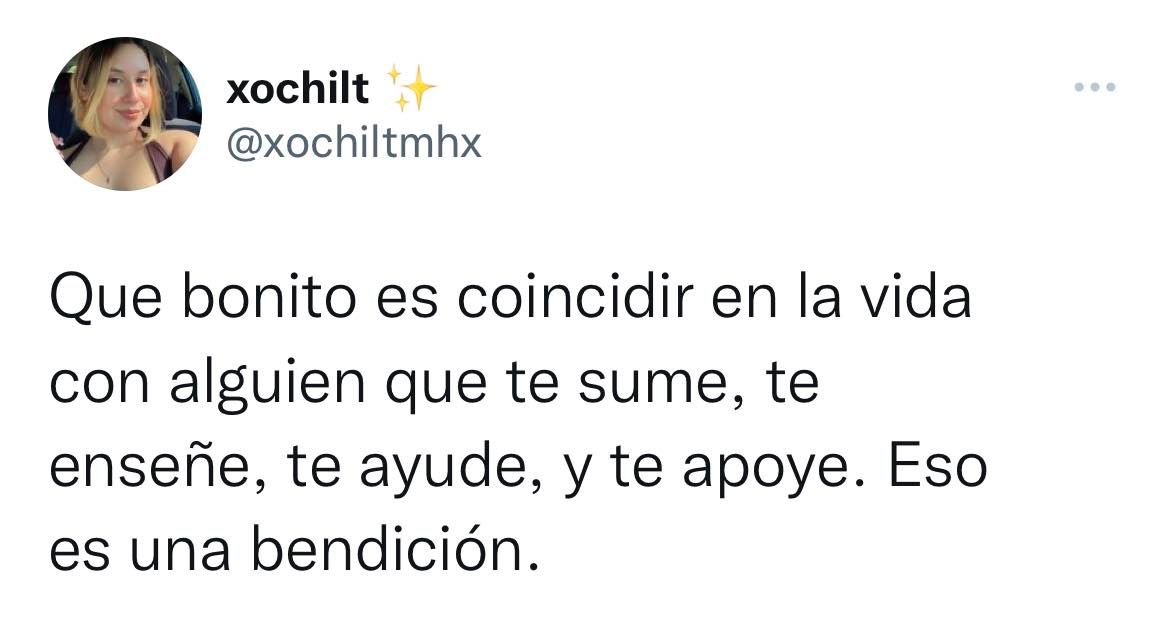 xochilt ✨
@xochiltmhx
Que bonito es coincidir en la vida
con alguien que te sume, te
enseñe, te ayude, y te apoye. Eso
es una bendición.